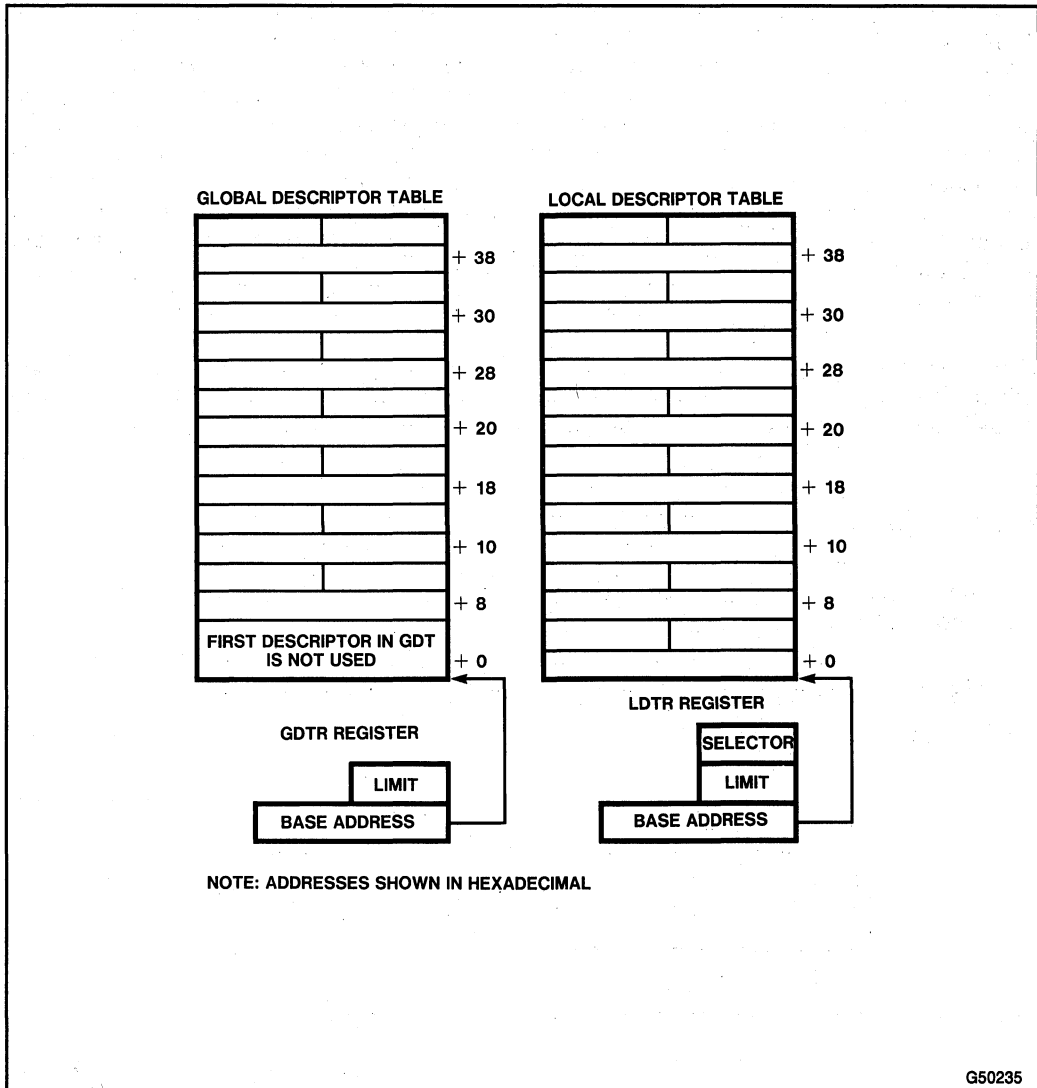 GLOBAL DESCRIPTOR TABLE
+ 38
+ 30
+ 28
+ 20
+ 18
+ 10
+ 8
FIRST DESCRIPTOR IN GDT
IS NOT USED
+ 0
GDTR REGISTER
LIMIT
BASE ADDRESS
LOCAL DESCRIPTOR TABLE
+ 38
+ 30
+ 28
+ 20
+ 18
+ 10
+ 8
+ 0
LDTR REGISTER
SELECTOR
LIMIT
BASE ADDRESS
NOTE: ADDRESSES SHOWN IN HEXADECIMAL
G50235